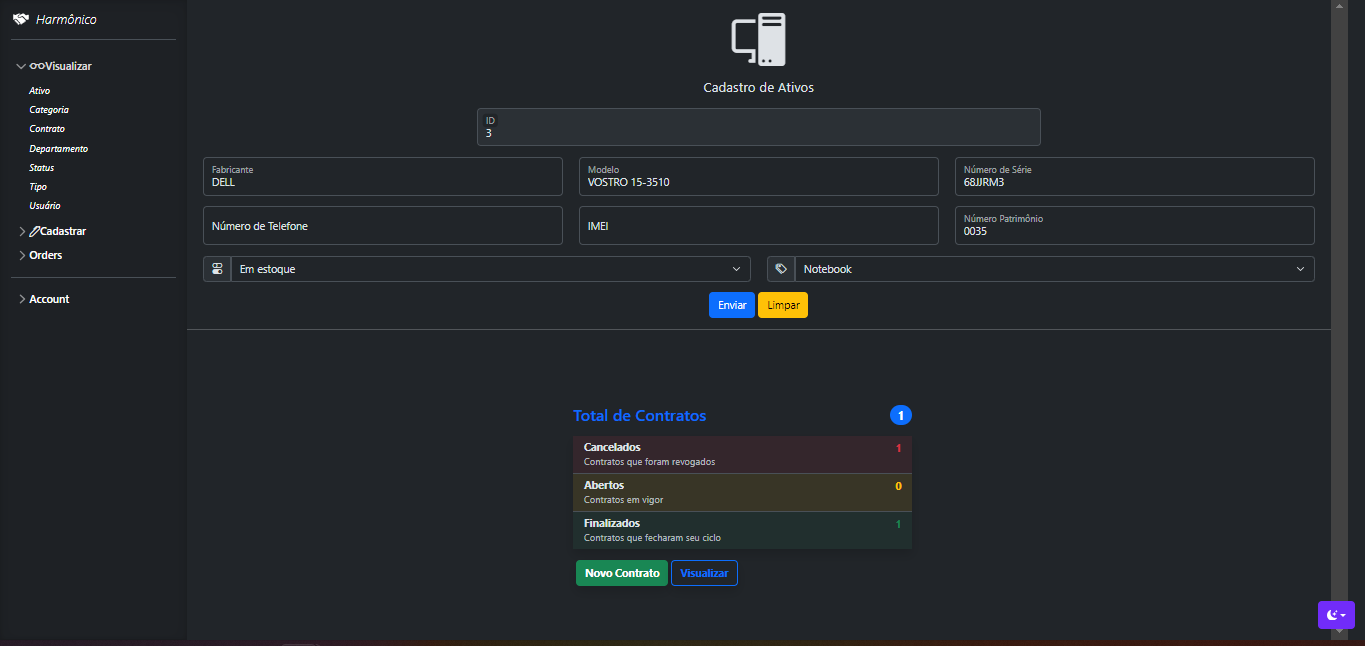 Harmônico
Visualizar
Ativo
Categoria
Contrato
Departamento
Status
Tipo
Usuário
Cadastrar
Orders
Account
Cadastro de Ativos
ID
3
Fabricante
DELL
Modelo
VOSTRO 15-3510
Número de Série
68JJRM3
Número de Telefone
IMEI
Número Patrimônio
0035
Em estoque
Notebook
Enviar
Limpar
Total de Contratos 1
Cancelados 1
Contratos que foram revogados
Abertos 0
Contratos em vigor
Finalizados 1
Contratos que fecharam seu ciclo
Novo Contrato
Visualizar